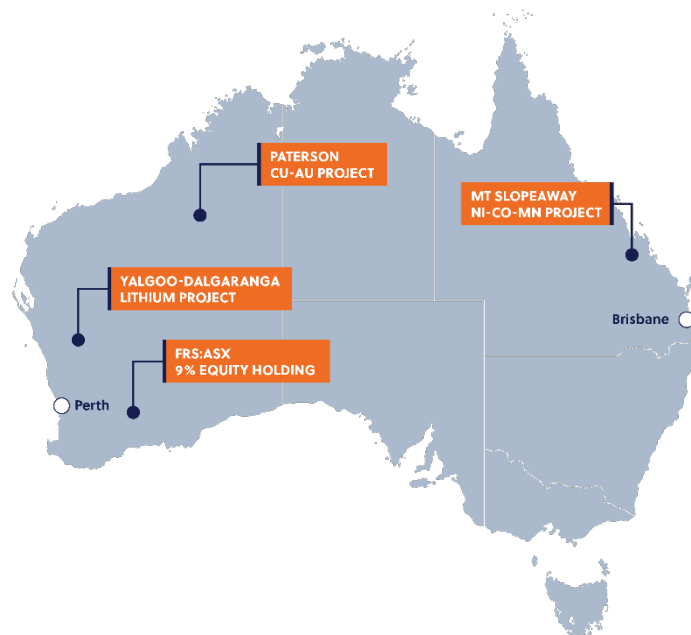 PATERSON
CU-AU PROJECT
MT SLOPEAWAY
NI-CO-MN PROJECT
YALGOO-DALGARANGA
LITHIUM PROJECT
Brisbane
FRS:ASX
9% EQUITY HOLDING
Perth